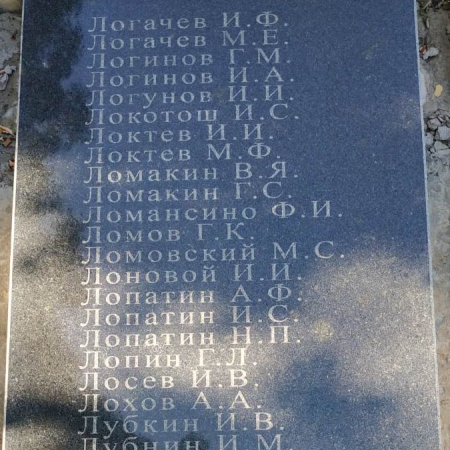 Логачев И.Ф.
Логачев М.Е.
Логинов Г.М.
Логинов И.А.
Логунов И.И.
Локотош И.С.
Локтев И.И.
Локтев М.Ф.
Ломакин В.Я.
Ломакин Г.С.
Ломансино Ф.И.
Ломов Г.К.
Ломовский М.С.
Лоновой И.И.
Лопатин А.Ф.
Лопатин И.С.
Лопатин Н.П.
Лопин Г.Л.
Лосев И.В.
Лохов А.А.
Лубкин И.В.
Лубнин И.М.